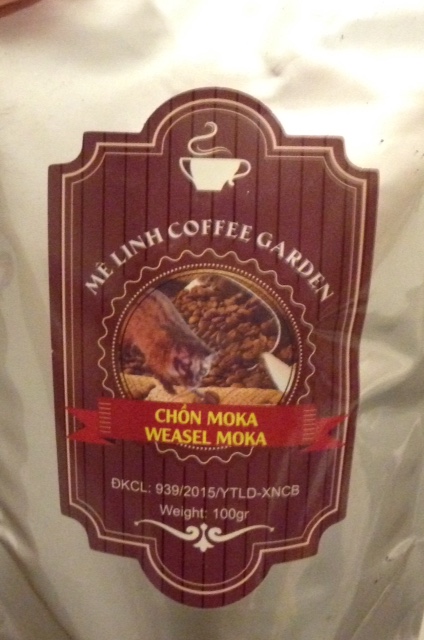 MÊ LINH COFFEE GARDEN
CHỒN MOKA
WEASEL MOKA
ĐKCL: 939/2015/YTLD-XNCB
Weight: 100gr